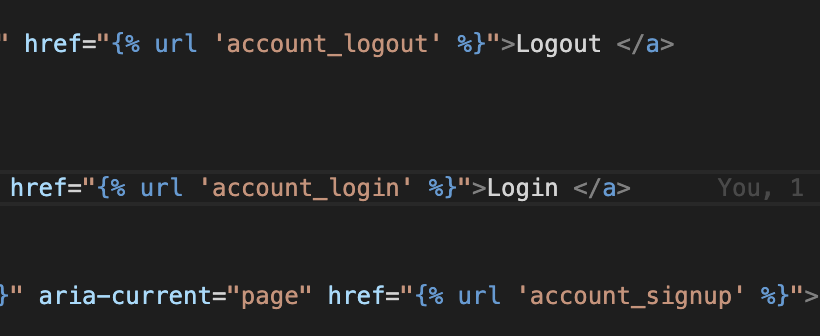 " href="{% url 'account_logout' %}">Logout </a>
href="{% url 'account_login' %}">Login </a> You, 1
}" aria-current="page" href="{% url 'account_signup' %}">